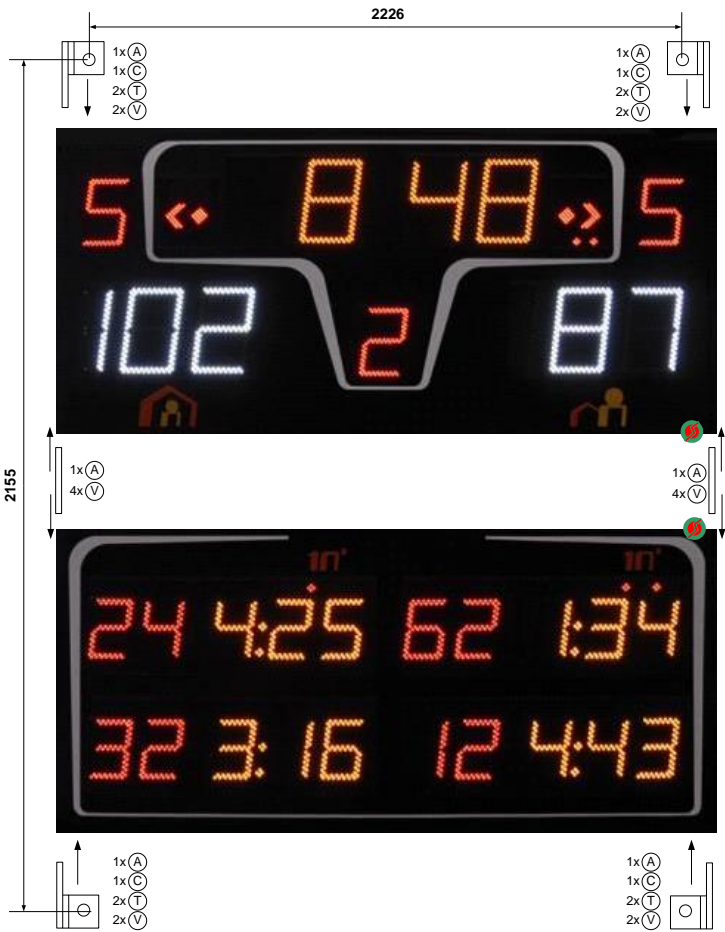 2226
1x A 1x A
1x C 1x C
2x T 2x T
2x V 2x V
5 8 48 5
102 2 87
2155
1x A 1x A
4x V 4x V
1n' 1n'
24 4:25 62 1:34
32 3:16 12 4:43
1x A 1x A
1x C 1x C
2x T 2x T
2x V 2x V